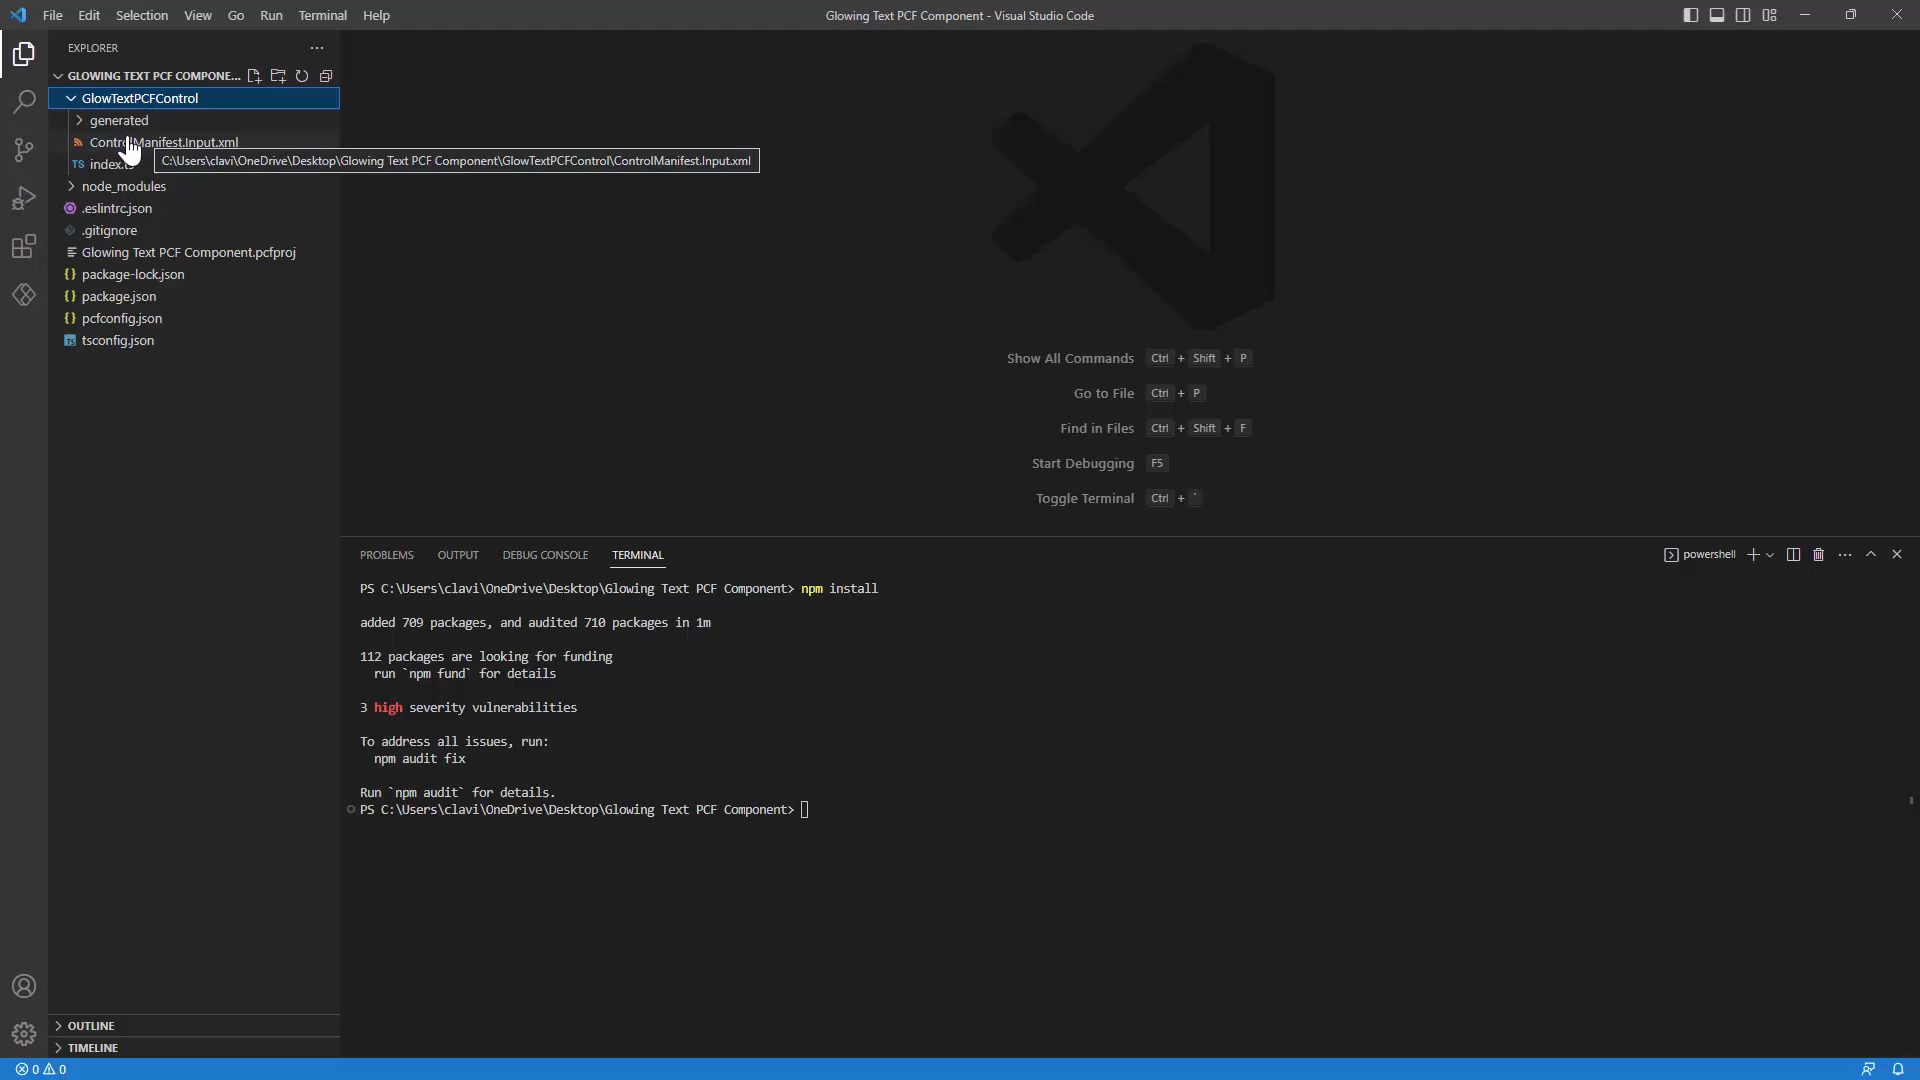 File Edit Selection View Go Run Terminal Help
Glowing Text PCF Component - Visual Studio Code
EXPLORER
GLOWING TEXT PCF COMPONE...
GlowTextPCFControl
generated
ControlManifest.Input.xml
C:\Users\clavi\OneDrive\Desktop\Glowing Text PCF Component\GlowTextPCFControl\ControlManifest.Input.xml
TS index.ts
node_modules
.eslintrc.json
.gitignore
Glowing Text PCF Component.pcfproj
{} package-lock.json
{} package.json
{} pcfconfig.json
TS tsconfig.json
OUTLINE
TIMELINE
Show All Commands Ctrl + Shift + P
Go to File Ctrl + P
Find in Files Ctrl + Shift + F
Start Debugging F5
Toggle Terminal Ctrl + `
PROBLEMS OUTPUT DEBUG CONSOLE TERMINAL
powershell
PS C:\Users\clavi\OneDrive\Desktop\Glowing Text PCF Component> npm install
added 709 packages, and audited 710 packages in 1m
112 packages are looking for funding
run `npm fund` for details
3 high severity vulnerabilities
To address all issues, run:
npm audit fix
Run `npm audit` for details.
PS C:\Users\clavi\OneDrive\Desktop\Glowing Text PCF Component>
0 0